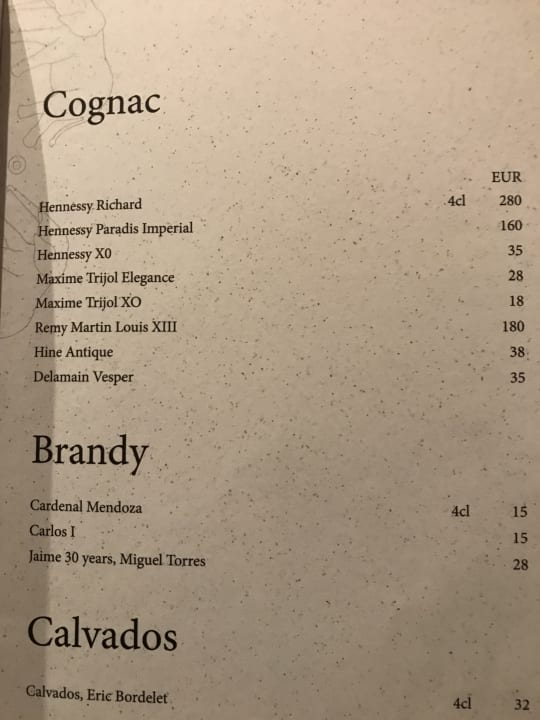 Cognac
EUR
Hennessy Richard 4cl 280
Hennessy Paradis Imperial 160
Hennessy X0 35
Maxime Trijol Elegance 28
Maxime Trijol XO 18
Remy Martin Louis XIII 180
Hine Antique 38
Delamain Vesper 35
Brandy
Cardenal Mendoza 4cl 15
Carlos I 15
Jaime 30 years, Miguel Torres 28
Calvados
Calvados, Eric Bordelet 4cl 32